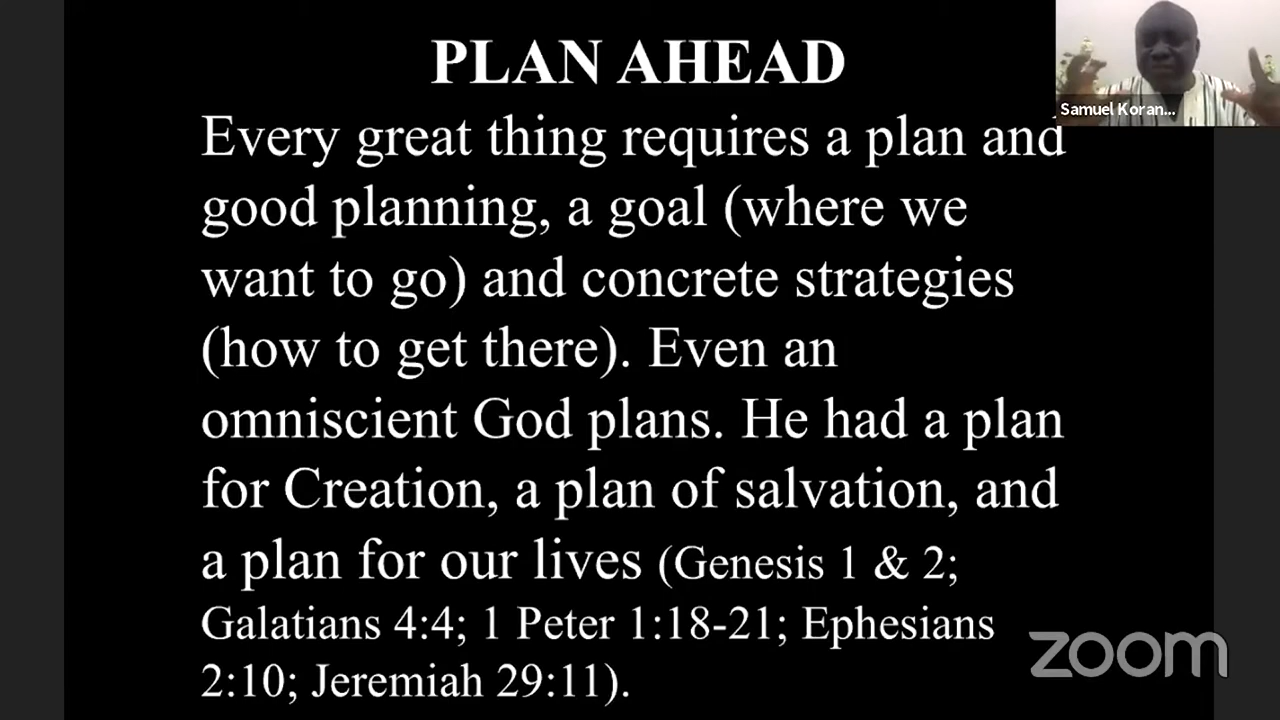 PLAN AHEAD
Samuel Koran...
Every great thing requires a plan and
good planning, a goal (where we
want to go) and concrete strategies
(how to get there). Even an
omniscient God plans. He had a plan
for Creation, a plan of salvation, and
a plan for our lives (Genesis 1 & 2;
Galatians 4:4; 1 Peter 1:18-21; Ephesians
2:10; Jeremiah 29:11).
zoom